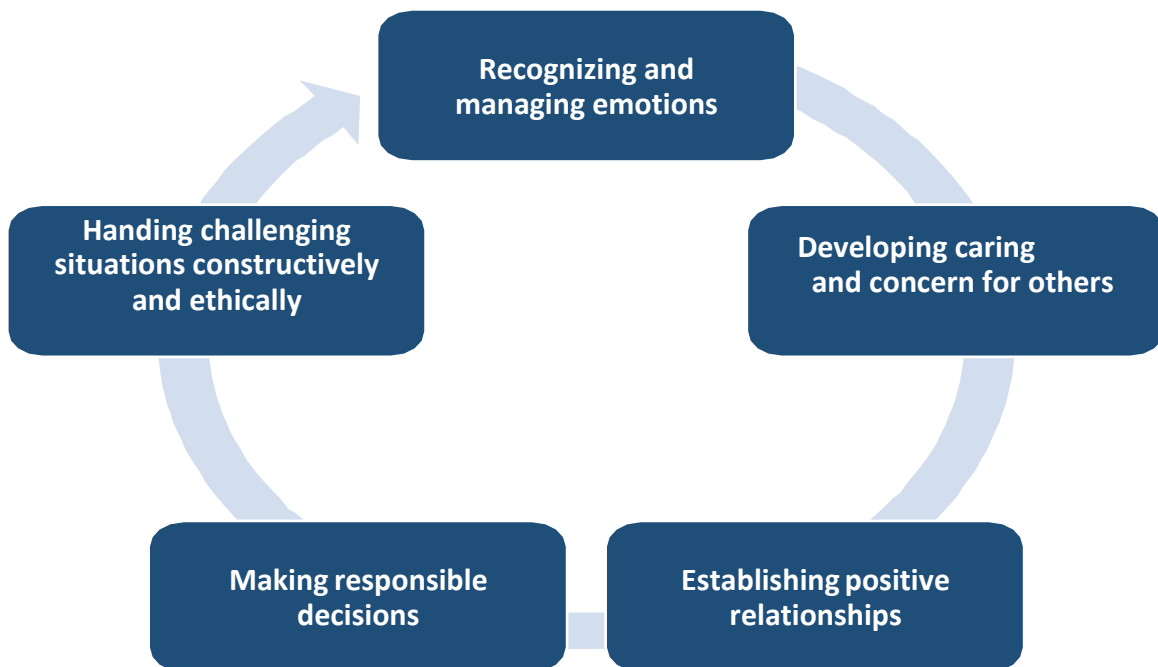 Recognizing and
managing emotions
Developing caring
and concern for others
Establishing positive
relationships
Making responsible
decisions
Handing challenging
situations constructively
and ethically